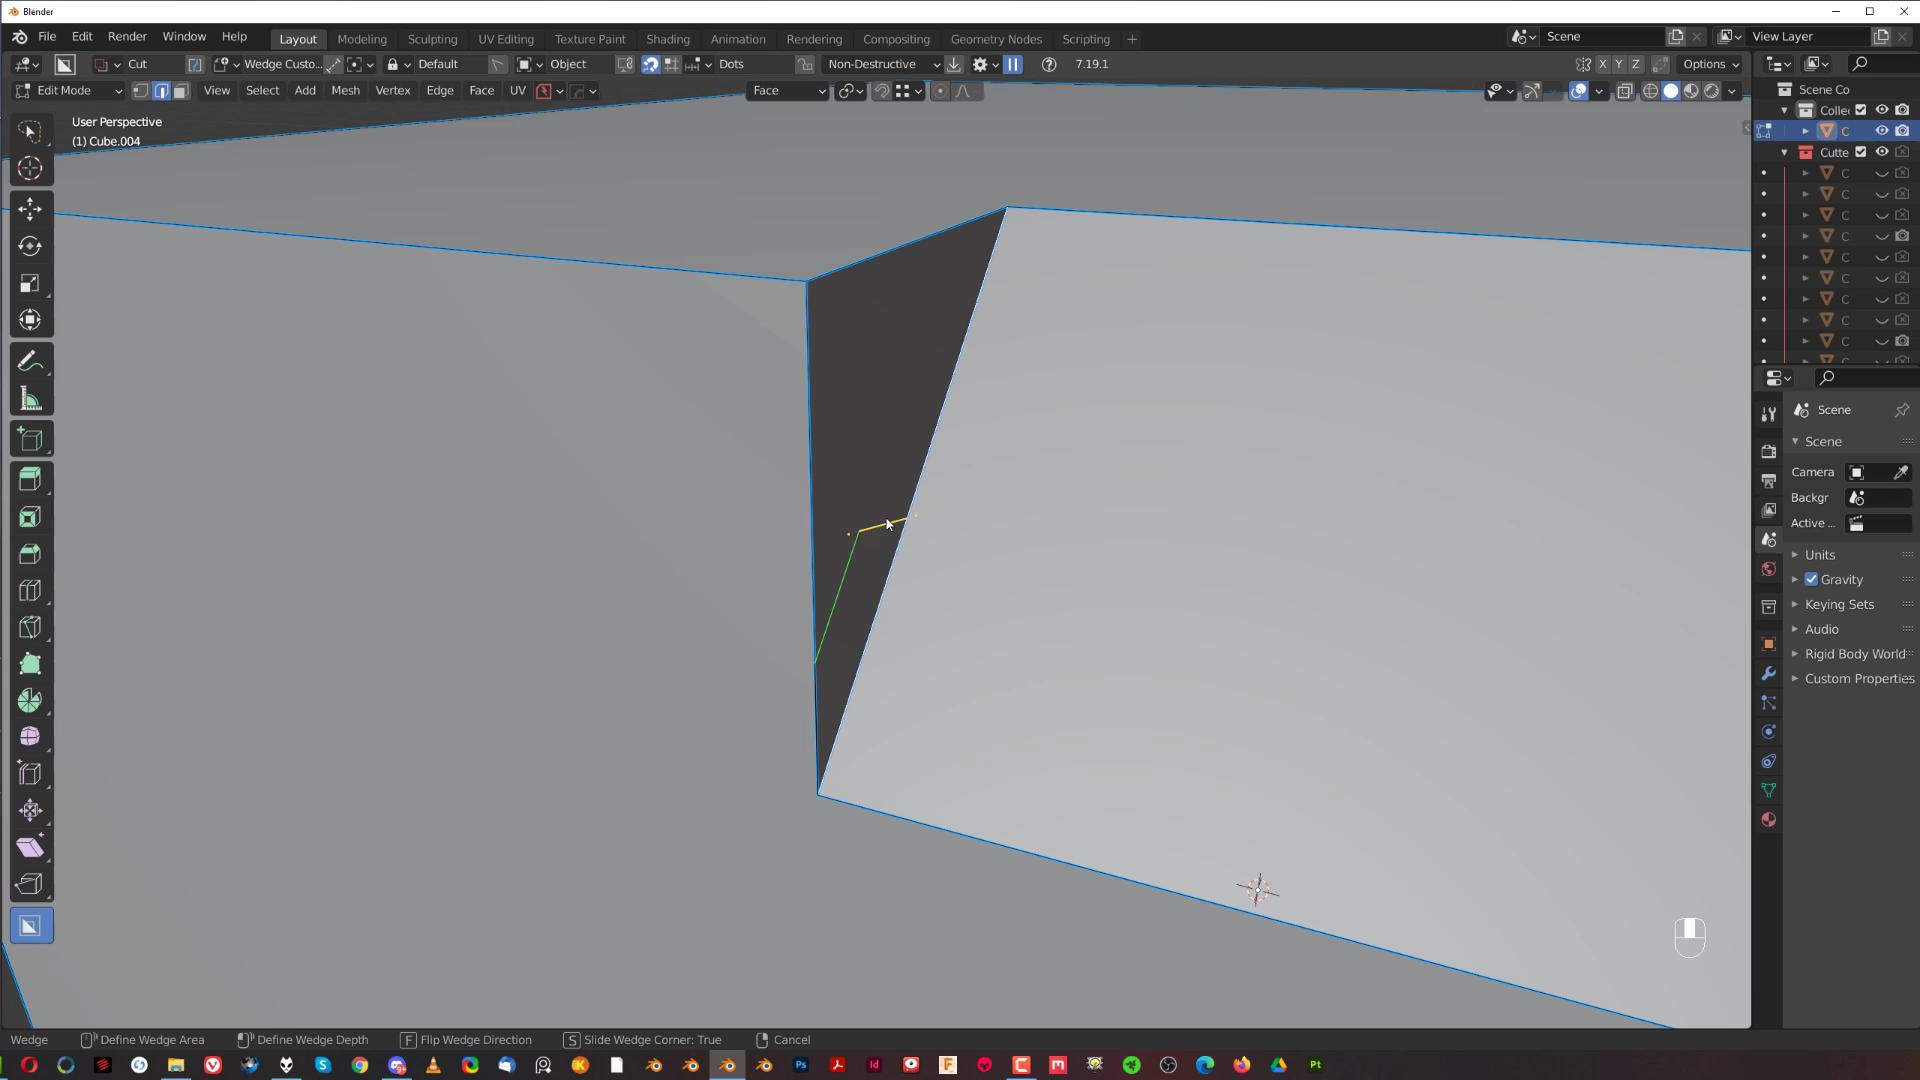 Blender
File Edit Render Window Help Layout Modeling Sculpting UV Editing Texture Paint Shading Animation Rendering Compositing Geometry Nodes Scripting + Scene View Layer
Cut Wedge Custo... Default Object Dots Non-Destructive 7.19.1 X Y Z Options
Edit Mode View Select Add Mesh Vertex Edge Face UV Face
User Perspective
(1) Cube.004
Scene Co
Colle
C
Cutte
C
C
C
C
C
C
C
C
C
C
Scene
Scene
Camera
Backgr
Active ...
Units
Gravity
Keying Sets
Audio
Rigid Body World
Custom Properties
Wedge Define Wedge Area Define Wedge Depth F Flip Wedge Direction S Slide Wedge Corner: True Cancel
Ps Id F m Pt